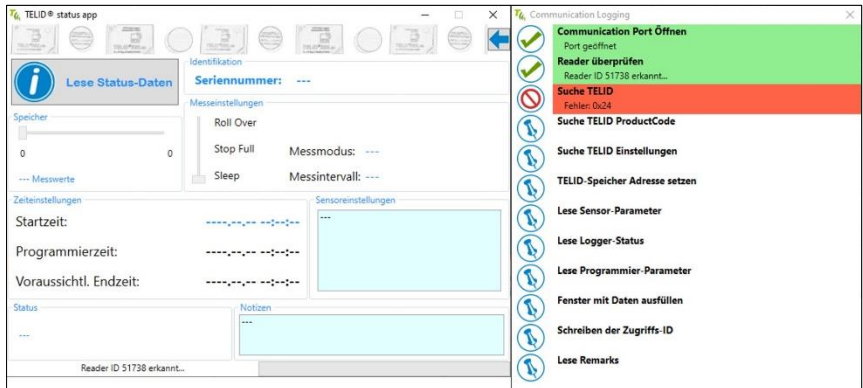 TELID® status app
Lese Status-Daten
Identifikation
Seriennummer: ---
Messeinstellungen
Roll Over
Stop Full
Sleep
Messmodus: ---
Messintervall: ---
Speicher
0 0
--- Messwerte
Zeiteinstellungen
Startzeit: ----,--,-- --:--:--
Programmierzeit: ----,--,-- --:--:--
Voraussichtl. Endzeit: ----,--,-- --:--:--
Sensoreinstellungen
---
Status
---
Notizen
---
Reader ID 51738 erkannt...
Communication Logging
Communication Port Öffnen
Port geöffnet
Reader überprüfen
Reader ID 51738 erkannt...
Suche TELID
Fehler: 0x24
Suche TELID ProductCode
Suche TELID Einstellungen
TELID-Speicher Adresse setzen
Lese Sensor-Parameter
Lese Logger-Status
Lese Programmier-Parameter
Fenster mit Daten ausfüllen
Schreiben der Zugriffs-ID
Lese Remarks